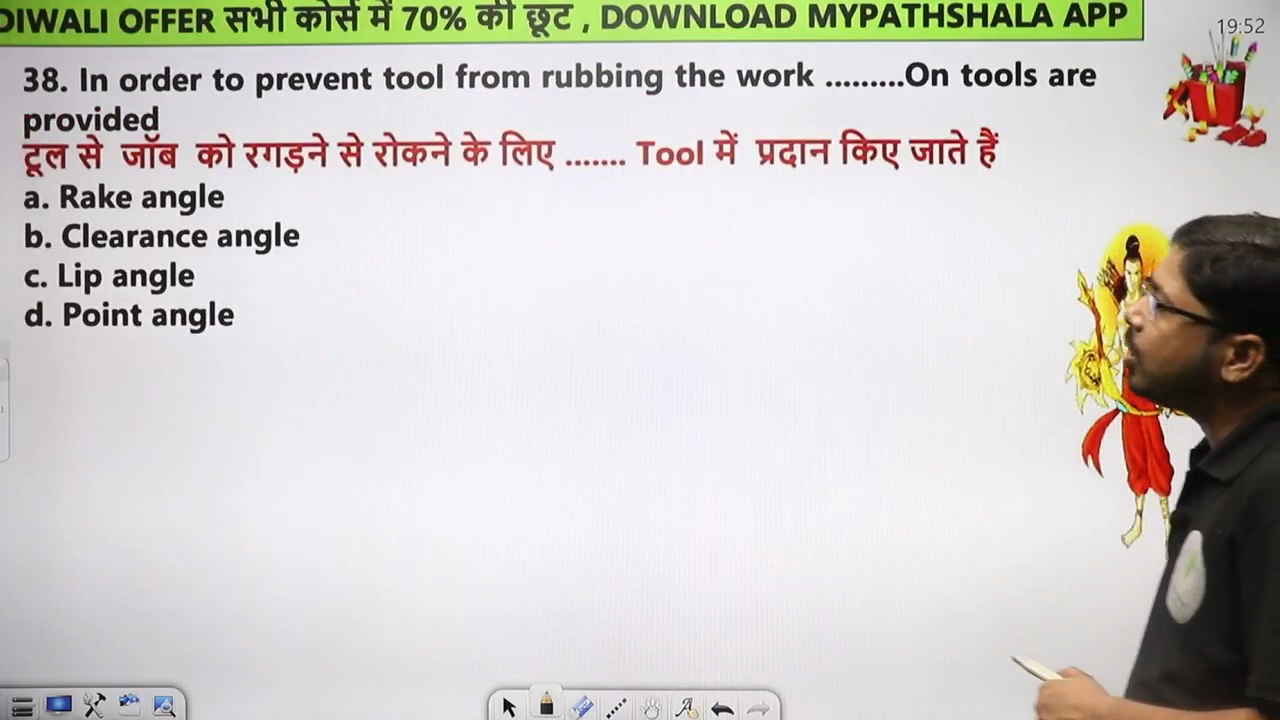 DIWALI OFFER सभी कोर्स में 70% की छूट , DOWNLOAD MYPATHSHALA APP
19:52
38. In order to prevent tool from rubbing the work .........On tools are
provided
टूल से जॉब को रगड़ने से रोकने के लिए ....... Tool में प्रदान किए जाते हैं
a. Rake angle
b. Clearance angle
c. Lip angle
d. Point angle